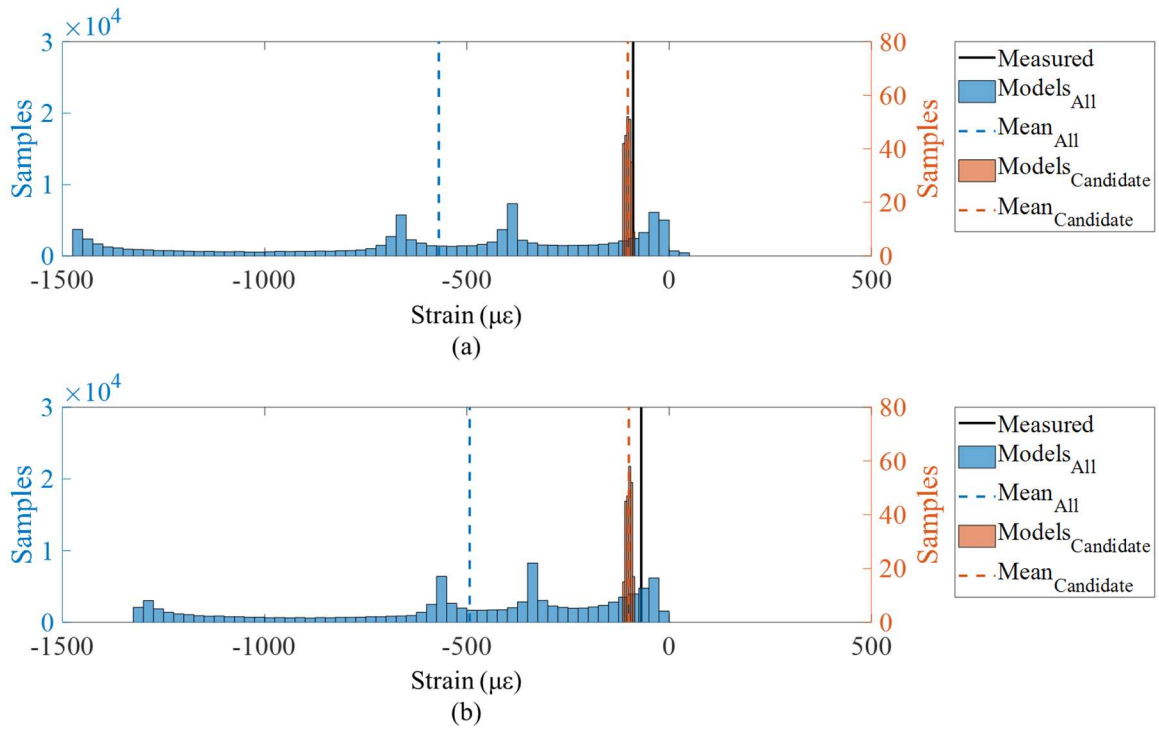 ×10⁴
3
2
1
0
Samples
80
60
40
20
0
Samples
-1500 -1000 -500 0 500
Strain (με)
(a)
Measured
Models_All
Mean_All
Models_Candidate
Mean_Candidate
×10⁴
3
2
1
0
Samples
80
60
40
20
0
Samples
-1500 -1000 -500 0 500
Strain (με)
(b)
Measured
Models_All
Mean_All
Models_Candidate
Mean_Candidate